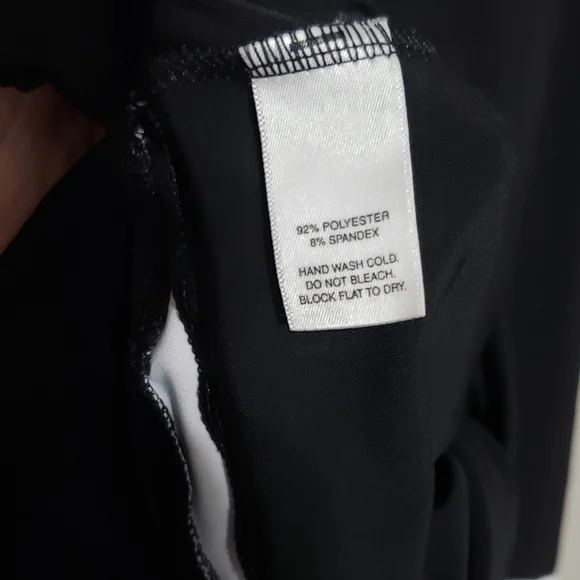 92% POLYESTER
8% SPANDEX
HAND WASH COLD.
DO NOT BLEACH.
BLOCK FLAT TO DRY.